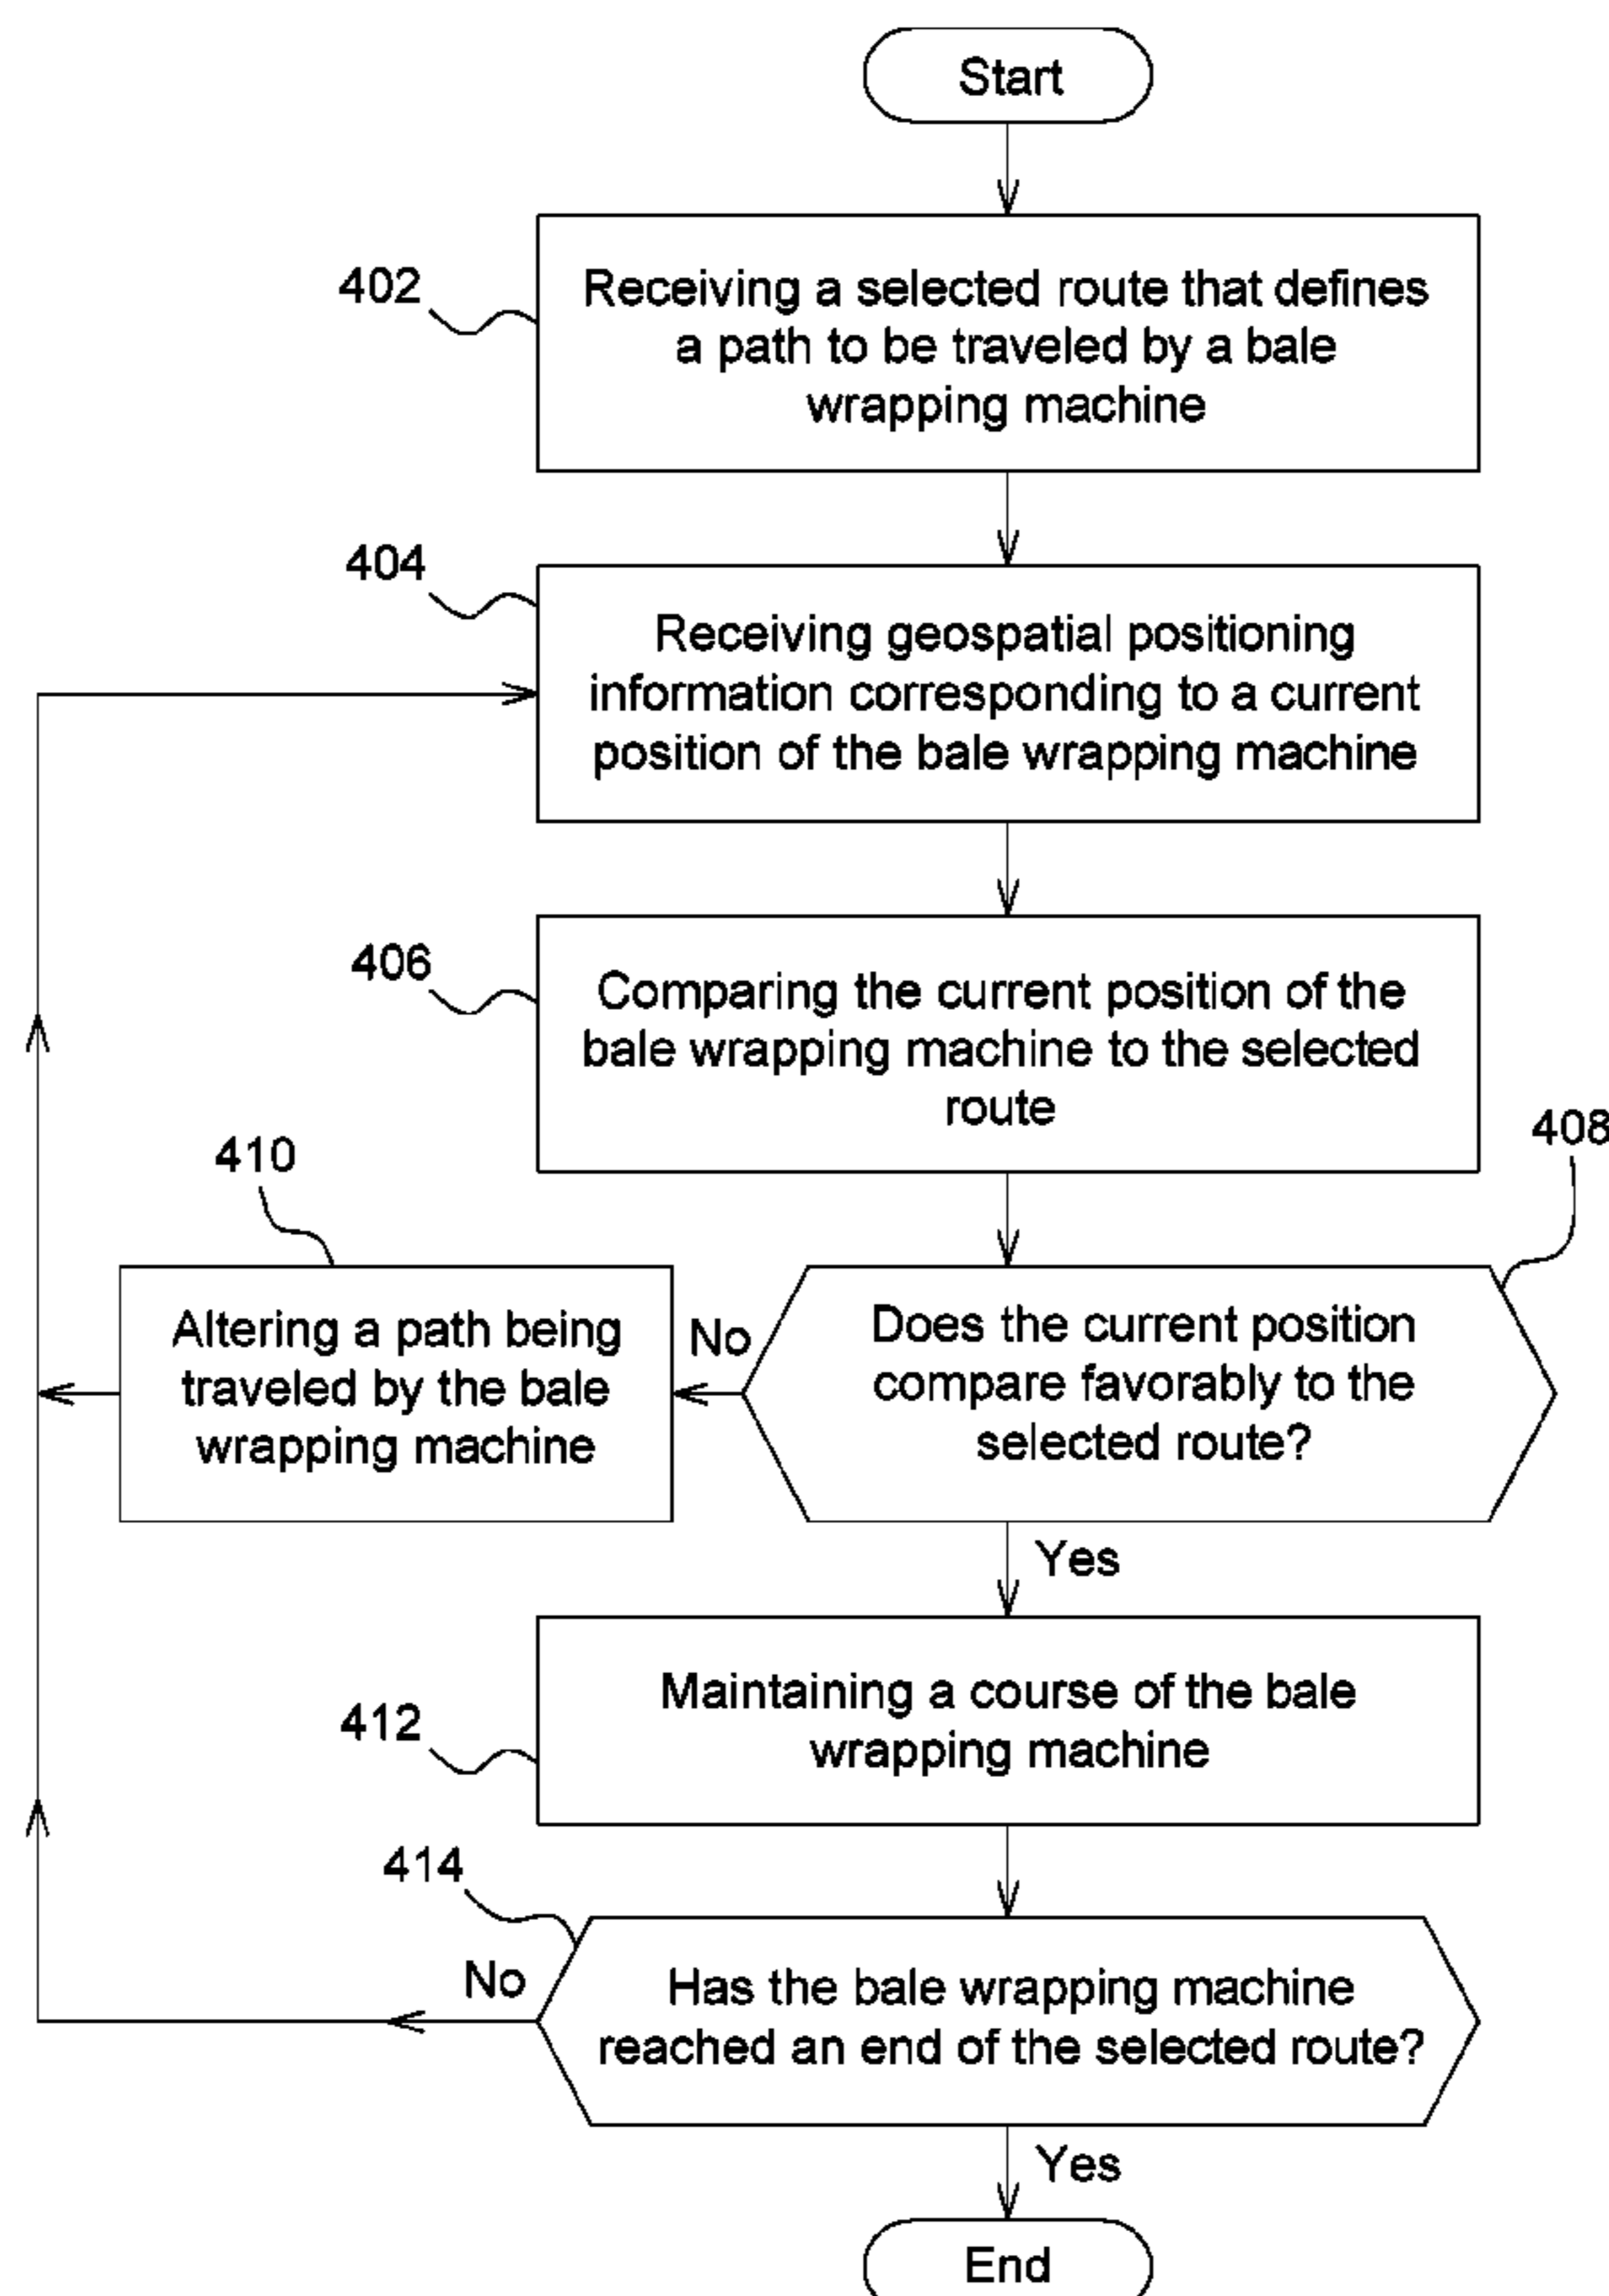 Start
402
Receiving a selected route that defines
a path to be traveled by a bale
wrapping machine
404
Receiving geospatial positioning
information corresponding to a current
position of the bale wrapping machine
406
Comparing the current position of the
bale wrapping machine to the selected
route
408
410
Altering a path being
traveled by the bale
wrapping machine
No
Does the current position
compare favorably to the
selected route?
Yes
412
Maintaining a course of the bale
wrapping machine
414
No
Has the bale wrapping machine
reached an end of the selected route?
Yes
End